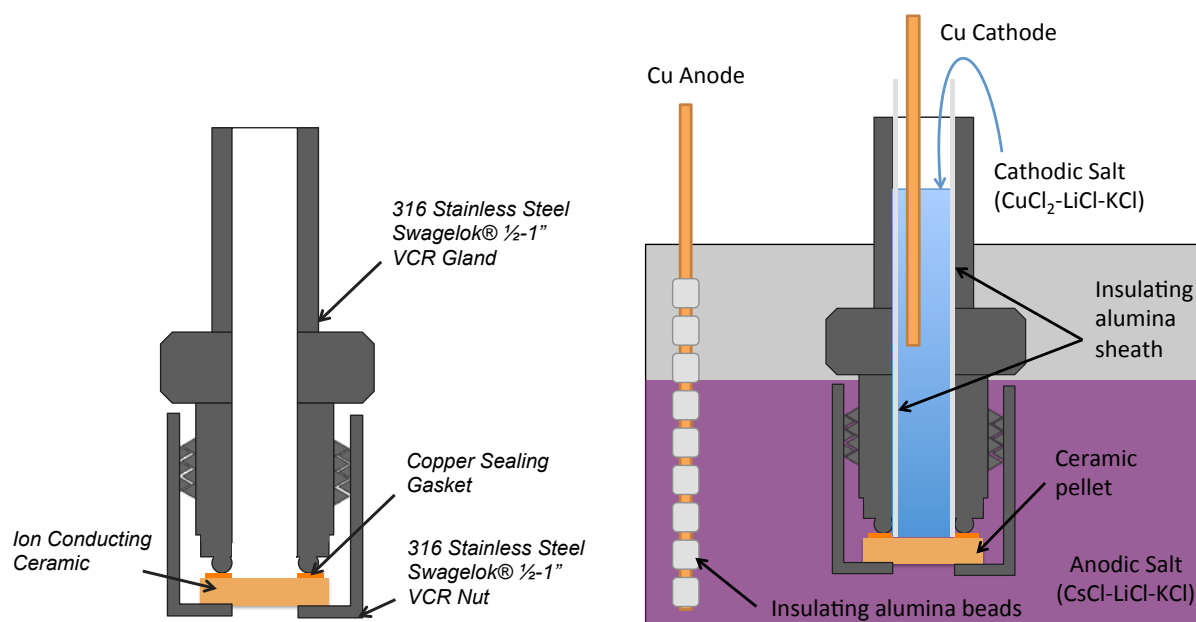 316 Stainless Steel
Swagelok® ½-1”
VCR Gland
Copper Sealing
Gasket
Ion Conducting
Ceramic
316 Stainless Steel
Swagelok® ½-1”
VCR Nut
Cu Anode
Cu Cathode
Cathodic Salt
(CuCl₂-LiCl-KCl)
Insulating
alumina
sheath
Ceramic
pellet
Anodic Salt
(CsCl-LiCl-KCl)
Insulating alumina beads